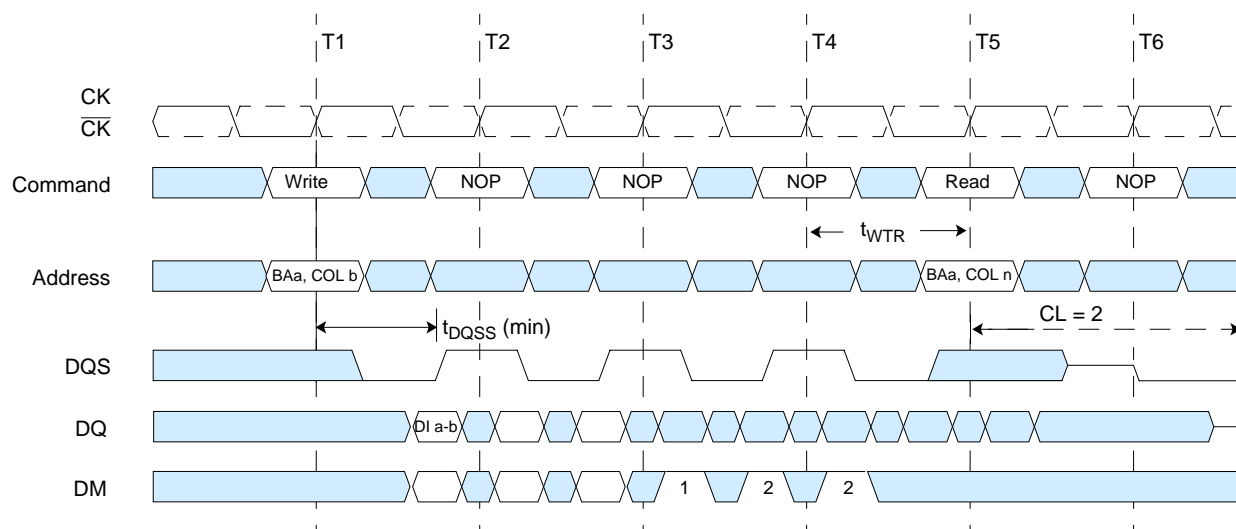 T1 T2 T3 T4 T5 T6
CK
CK
Command Write NOP NOP NOP Read NOP
tWTR
Address BAa, COL b BAa, COL n
tDQSS (min) CL = 2
DQS
DQ DI a-b
DM 1 2 2